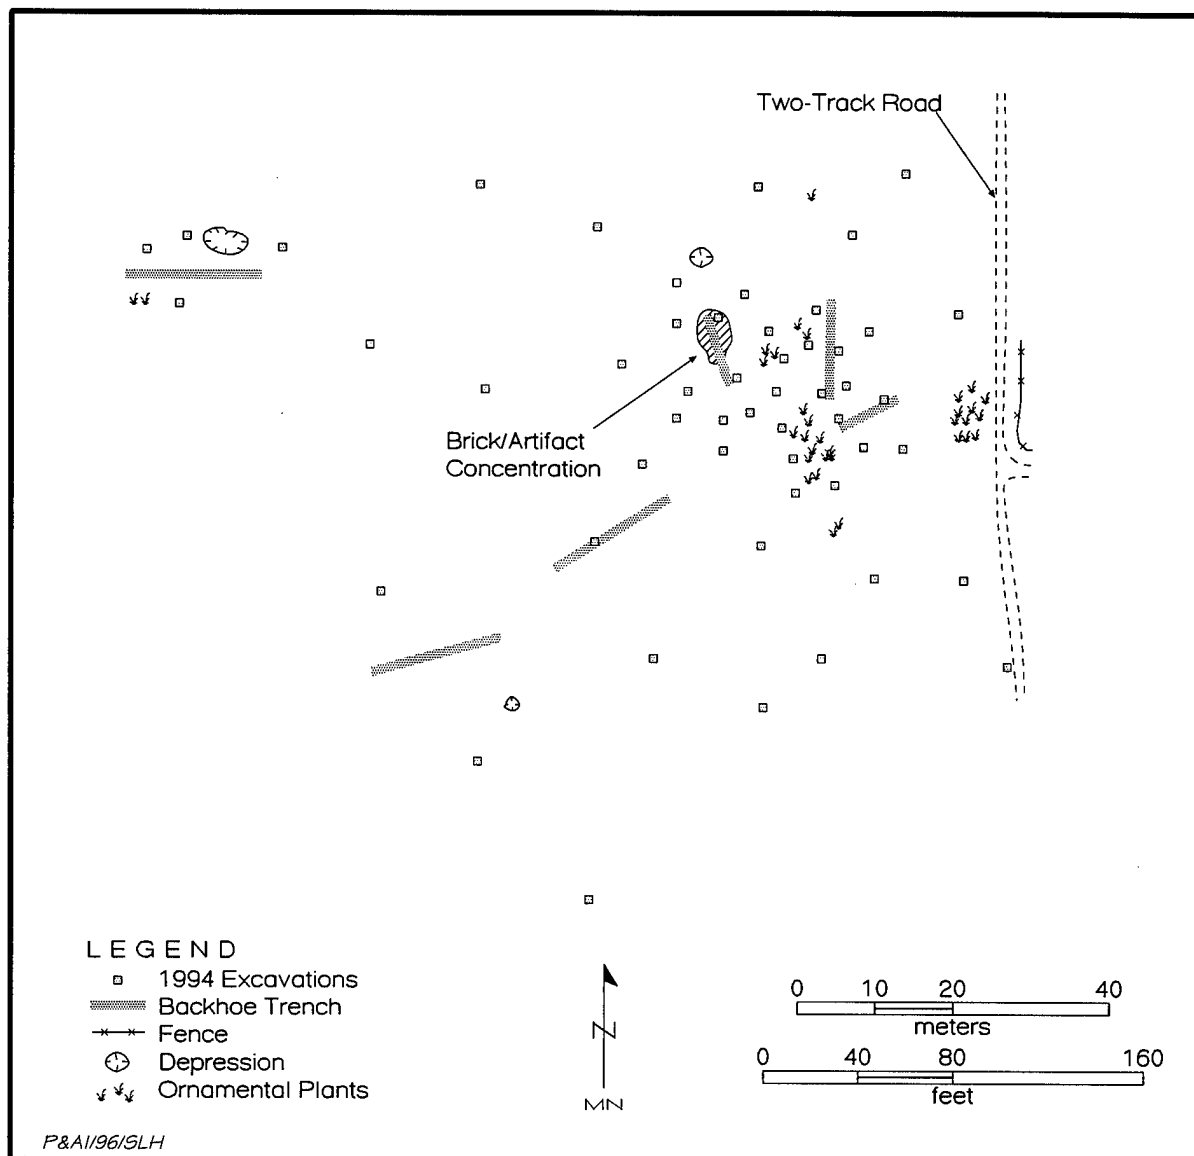 Two-Track Road
Brick/Artifact
Concentration
L E G E N D
1994 Excavations
Backhoe Trench
Fence
Depression
Ornamental Plants
N
MN
0 10 20 40
meters
0 40 80 160
feet
P&AI/96/SLH